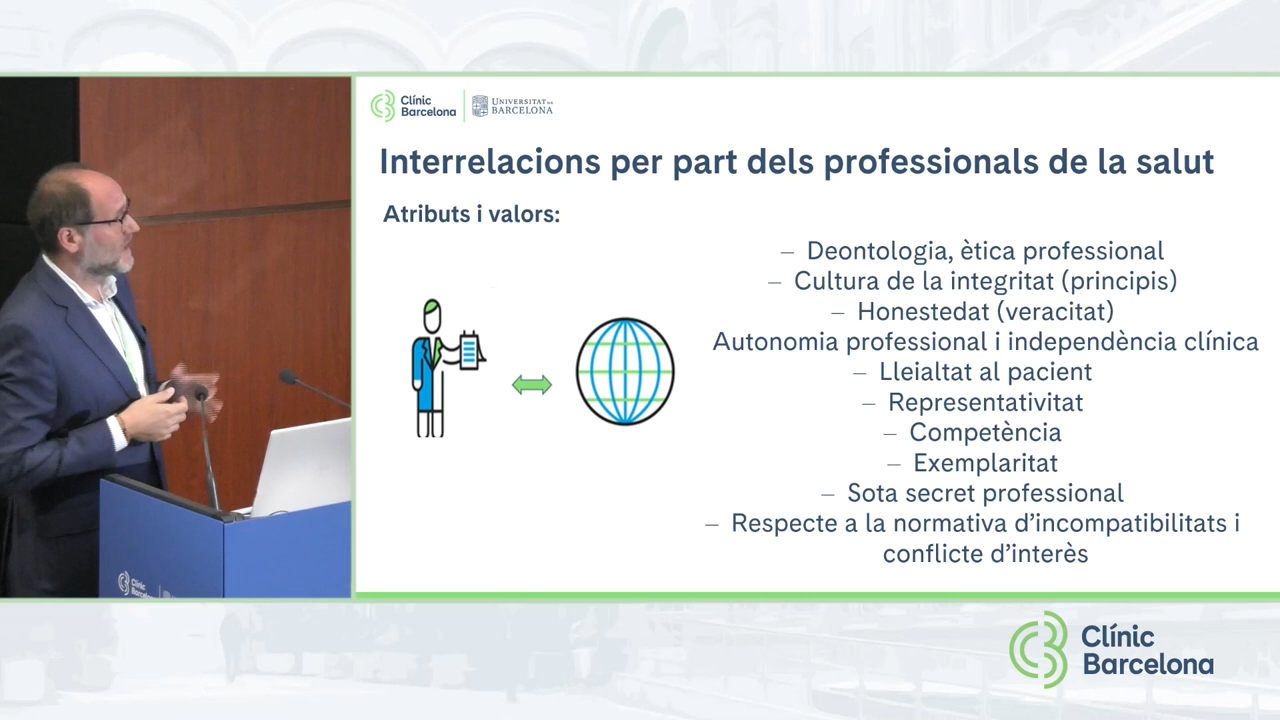 Clínic
Barcelona
UNIVERSITAT DE
BARCELONA
Interrelacions per part dels professionals de la salut
Atributs i valors:
– Deontologia, ètica professional
– Cultura de la integritat (principis)
– Honestedat (veracitat)
Autonomia professional i independència clínica
– Lleialtat al pacient
– Representativitat
– Competència
– Exemplaritat
– Sota secret professional
– Respecte a la normativa d’incompatibilitats i
conflicte d’interès
Clínic
Clínic
Barcelona